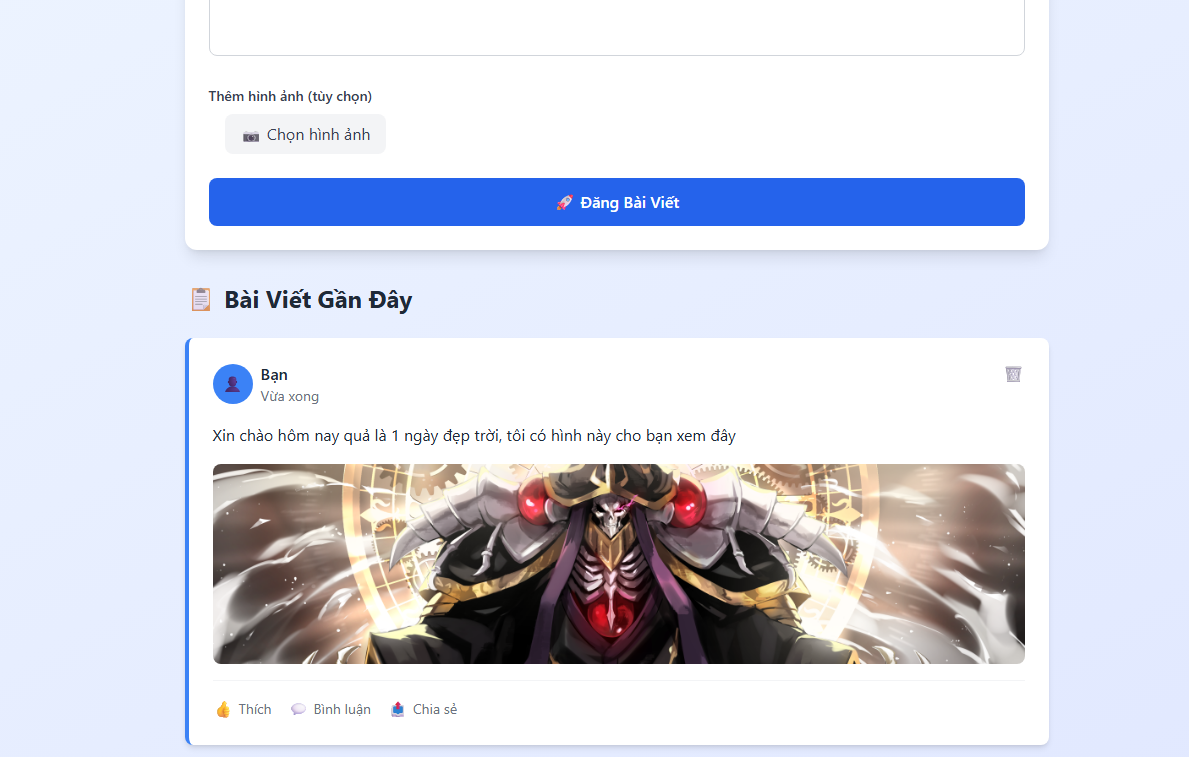 Thêm hình ảnh (tùy chọn)
📷 Chọn hình ảnh
🚀 Đăng Bài Viết
📋 Bài Viết Gần Đây
Bạn
Vừa xong
Xin chào hôm nay quả là 1 ngày đẹp trời, tôi có hình này cho bạn xem đây
👍 Thích 💬 Bình luận 📤 Chia sẻ